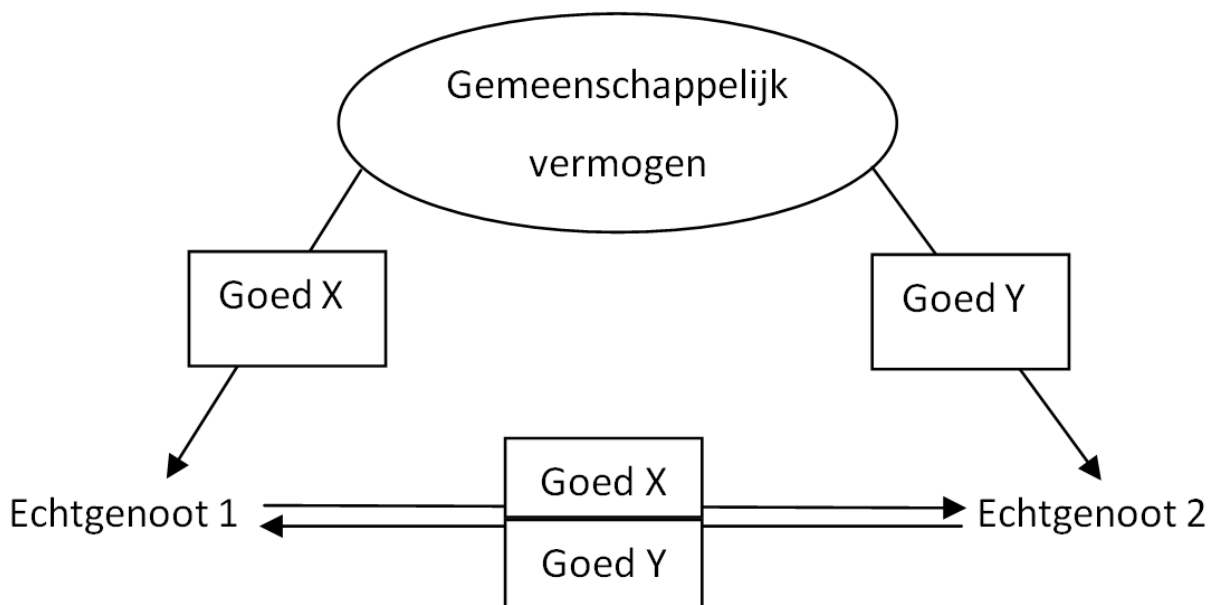 Gemeenschappelijk
vermogen
Goed X
Goed Y
Goed X
Echtgenoot 1
Echtgenoot 2
Goed Y